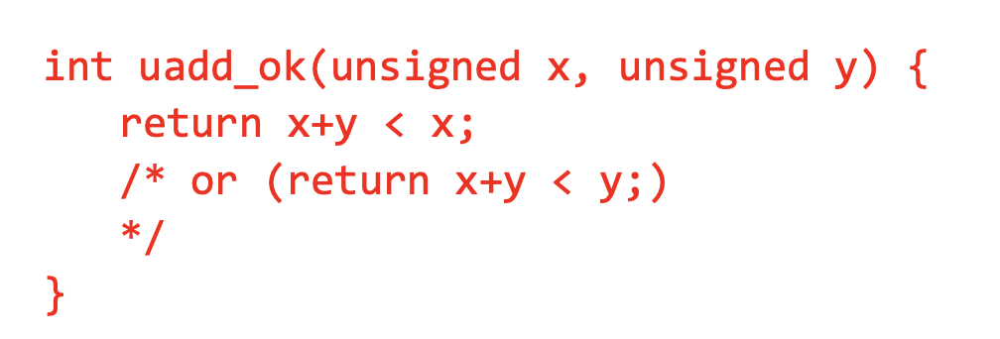 int uadd_ok(unsigned x, unsigned y) {
return x+y < x;
/* or (return x+y < y;)
*/
}